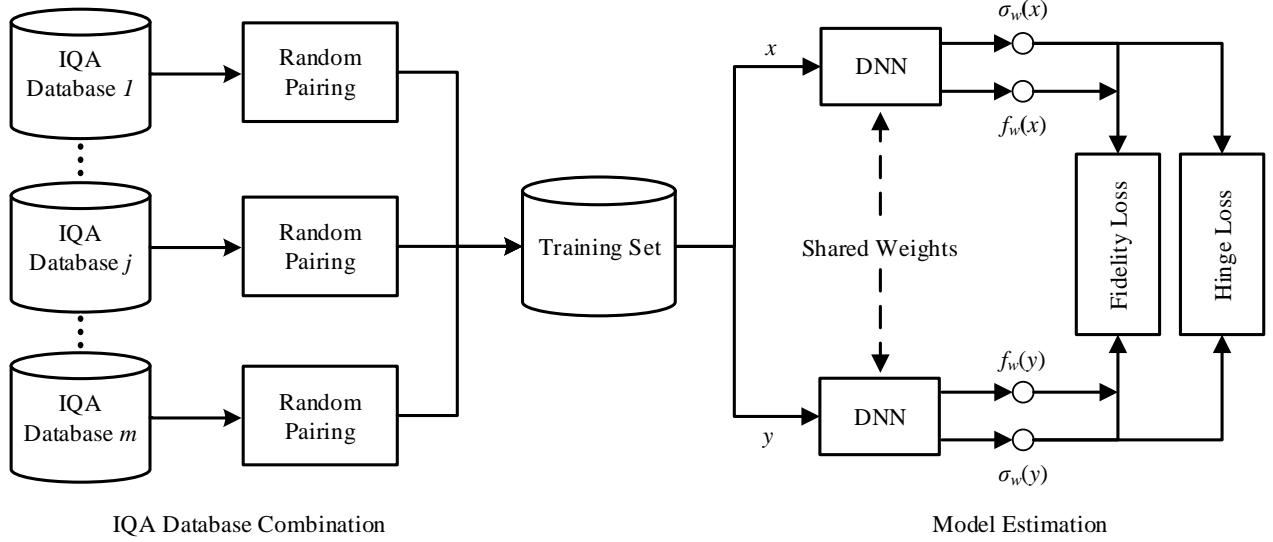 IQA
Database 1
Random
Pairing
IQA
Database j
Random
Pairing
IQA
Database m
Random
Pairing
Training Set
x
y
DNN
Shared Weights
DNN
σw(x)
fw(x)
fw(y)
σw(y)
Fidelity Loss
Hinge Loss
IQA Database Combination
Model Estimation